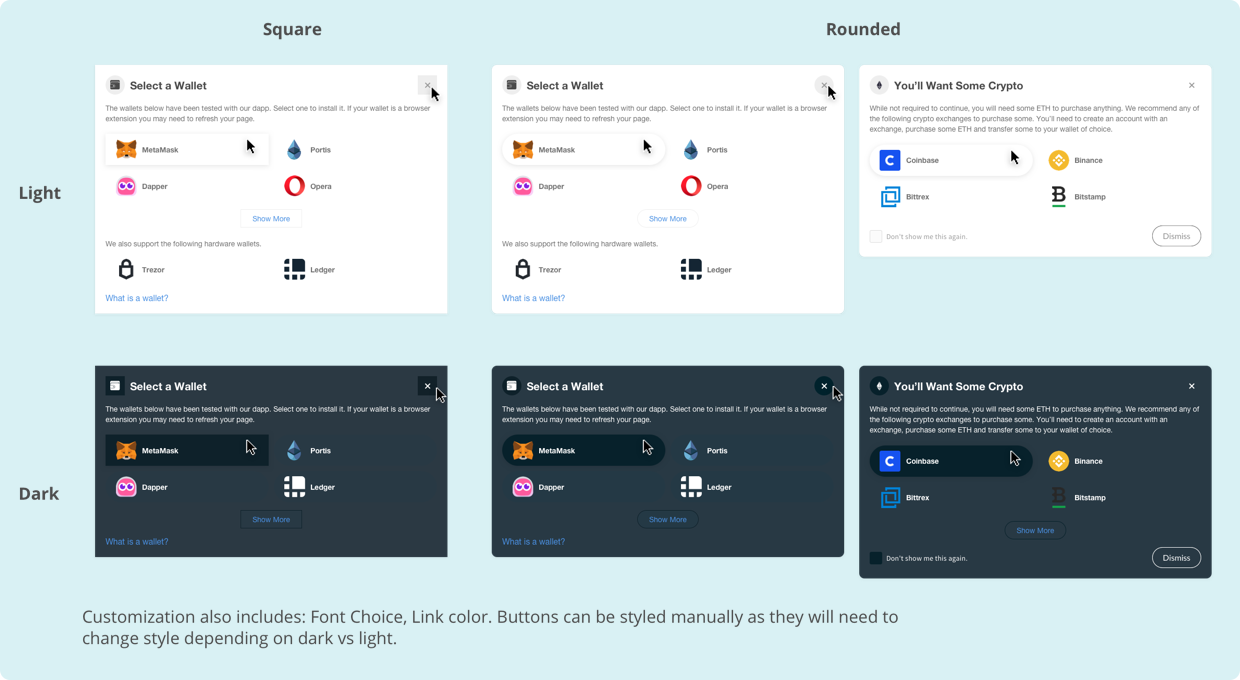 Square
Rounded
Light
Select a Wallet
The wallets below have been tested with our dapp. Select one to install it. If your wallet is a browser
extension you may need to refresh your page.
MetaMask
Portis
Dapper
Opera
Show More
We also support the following hardware wallets.
Trezor
Ledger
What is a wallet?
Select a Wallet
The wallets below have been tested with our dapp. Select one to install it. If your wallet is a browser
extension you may need to refresh your page.
MetaMask
Portis
Dapper
Opera
Show More
We also support the following hardware wallets.
Trezor
Ledger
What is a wallet?
You'll Want Some Crypto
While not required to continue, you will need some ETH to purchase anything. We recommend any of
the following crypto exchanges to purchase some. You'll need to create an account with an
exchange, purchase some ETH and transfer some to your wallet of choice.
Coinbase
Binance
Bittrex
Bitstamp
Don't show me this again.
Dismiss
Dark
Select a Wallet
The wallets below have been tested with our dapp. Select one to install it. If your wallet is a browser
extension you may need to refresh your page.
MetaMask
Portis
Dapper
Ledger
Show More
What is a wallet?
Select a Wallet
The wallets below have been tested with our dapp. Select one to install it. If your wallet is a browser
extension you may need to refresh your page.
MetaMask
Portis
Dapper
Ledger
Show More
What is a wallet?
You'll Want Some Crypto
While not required to continue, you will need some ETH to purchase anything. We recommend any of
the following crypto exchanges to purchase some. You'll need to create an account with an
exchange, purchase some ETH and transfer some to your wallet of choice.
Coinbase
Binance
Bittrex
Bitstamp
Show More
Don't show me this again.
Dismiss
Customization also includes: Font Choice, Link color. Buttons can be styled manually as they will need to
change style depending on dark vs light.